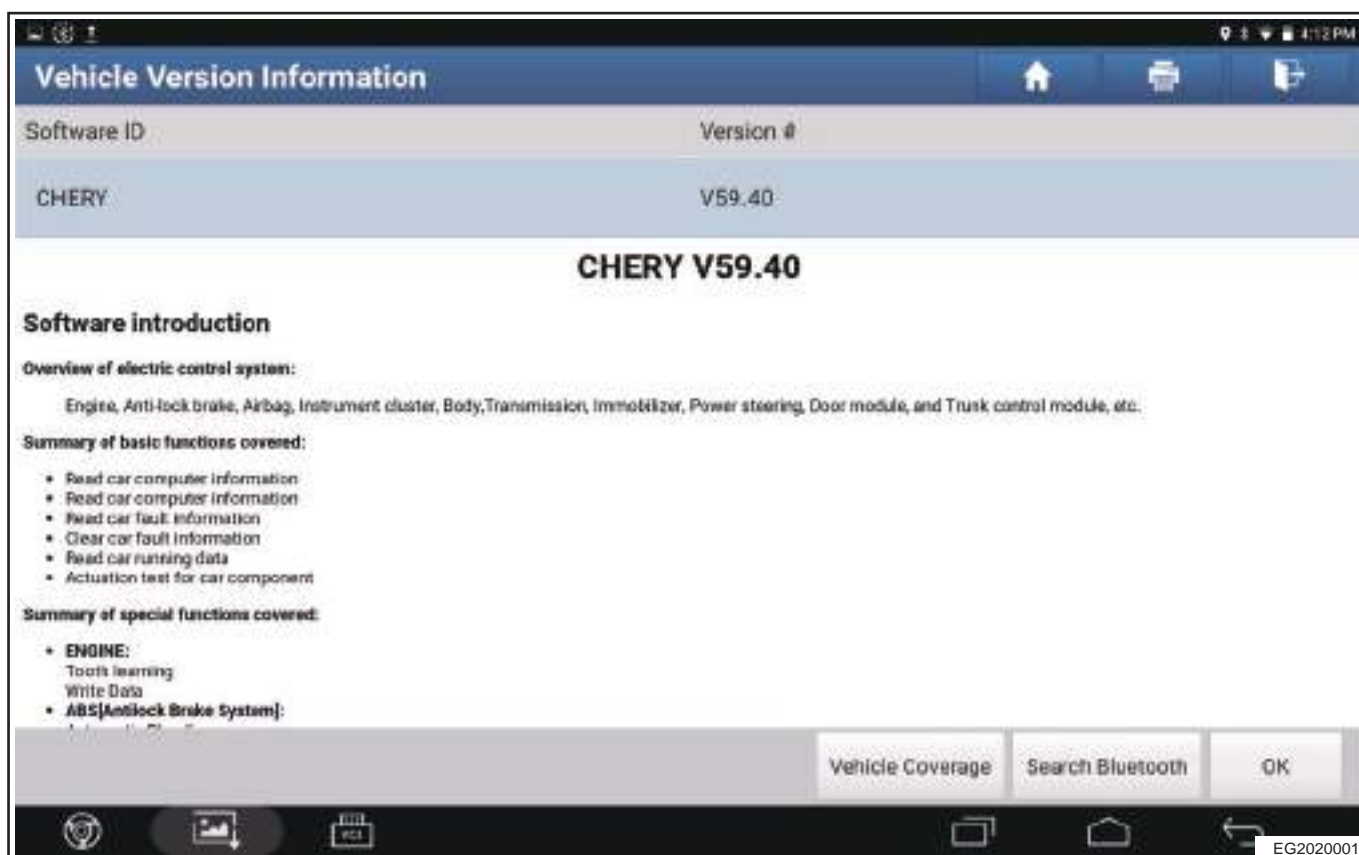 4:12 PM
Vehicle Version Information
Software ID Version #
CHERY V59.40
CHERY V59.40
Software introduction
Overview of electric control system:
Engine, Anti-lock brake, Airbag, Instrument cluster, Body,Transmission, Immobilizer, Power steering, Door module, and Trunk control module, etc.
Summary of basic functions covered:
• Read car computer information
• Read car computer information
• Read car fault information
• Clear car fault information
• Read car running data
• Actuation test for car component
Summary of special functions covered:
• ENGINE:
Tooth learning
Write Data
• ABS[Antilock Brake System]:
Vehicle Coverage Search Bluetooth OK
VCI
EG2020001